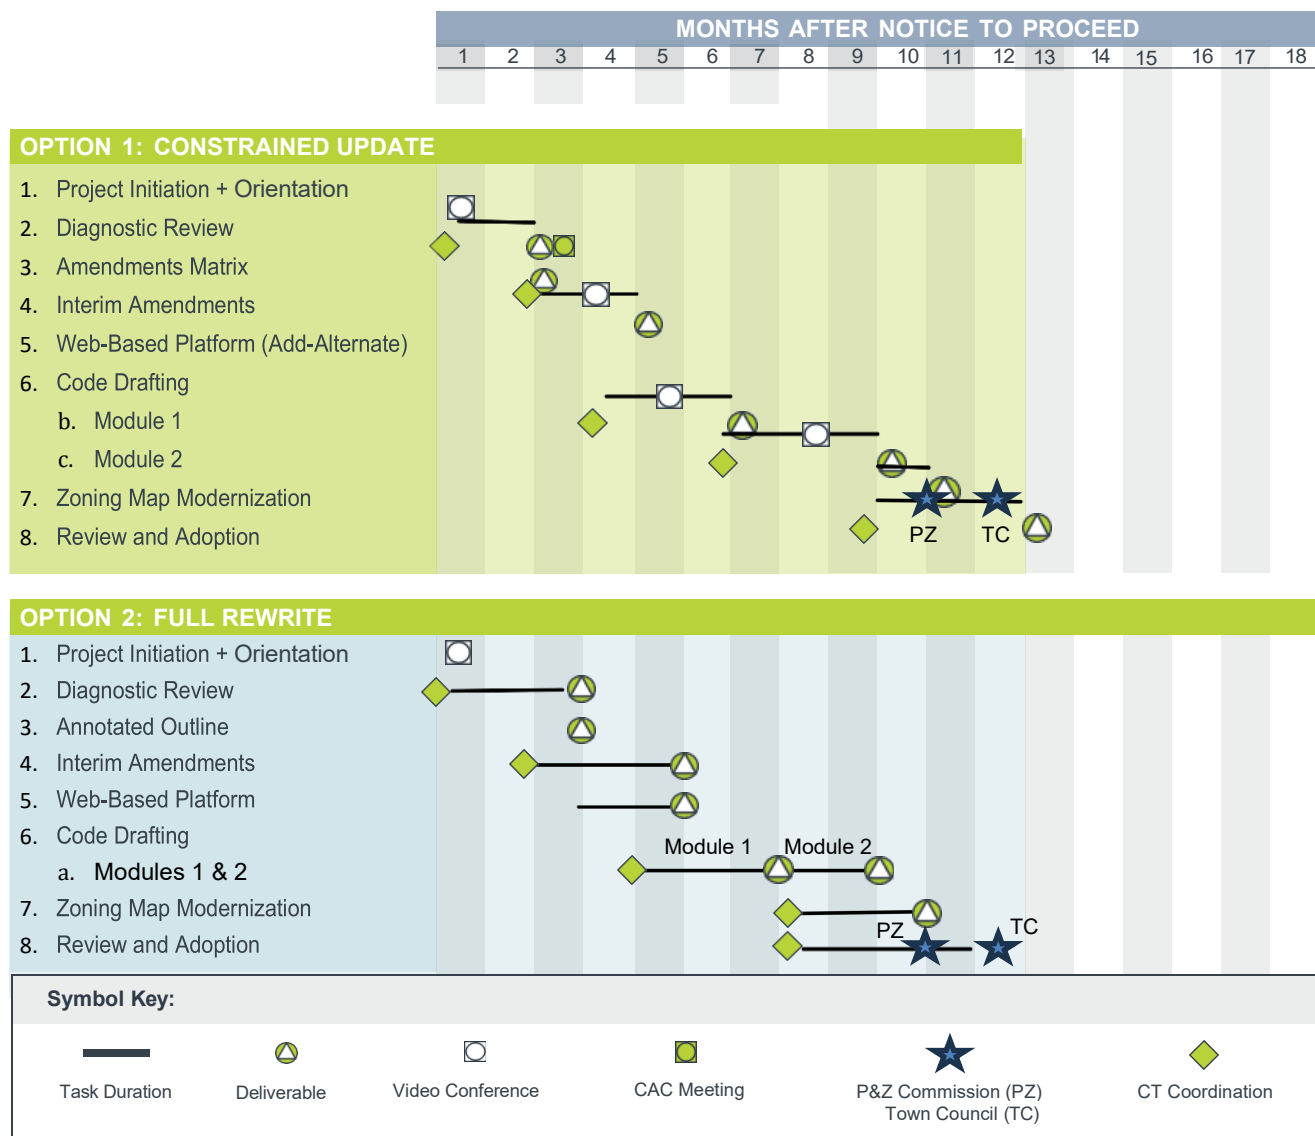 MONTHS AFTER NOTICE TO PROCEED
1 2 3 4 5 6 7 8 9 10 11 12 13 14 15 16 17 18
OPTION 1: CONSTRAINED UPDATE
1. Project Initiation + Orientation
2. Diagnostic Review
3. Amendments Matrix
4. Interim Amendments
5. Web-Based Platform (Add-Alternate)
6. Code Drafting
b. Module 1
c. Module 2
7. Zoning Map Modernization
8. Review and Adoption
PZ TC
OPTION 2: FULL REWRITE
1. Project Initiation + Orientation
2. Diagnostic Review
3. Annotated Outline
4. Interim Amendments
5. Web-Based Platform
6. Code Drafting
Module 1 Module 2
a. Modules 1 & 2
7. Zoning Map Modernization
PZ TC
8. Review and Adoption
Symbol Key:
Task Duration
Deliverable
Video Conference
CAC Meeting
P&Z Commission (PZ)
Town Council (TC)
CT Coordination